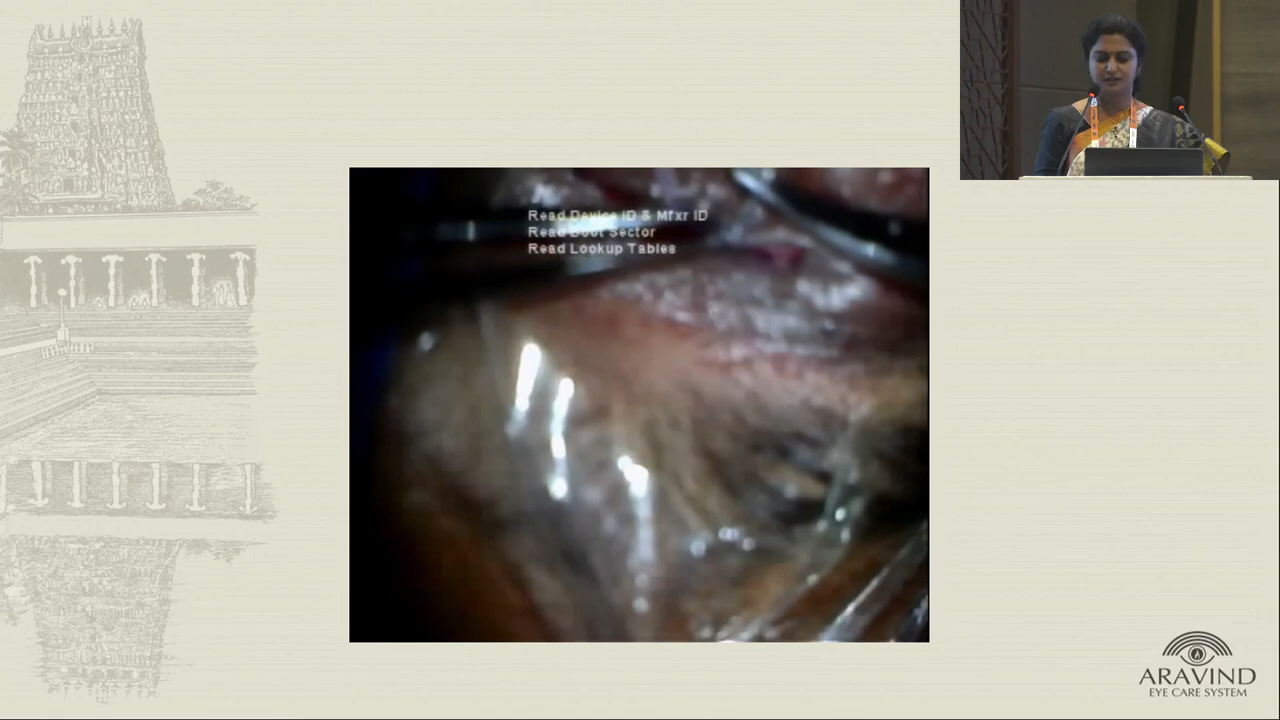 Read Device ID & Mfxr ID
Read Boot Sector
Read Lookup Tables
ARAVIND
EYE CARE SYSTEM